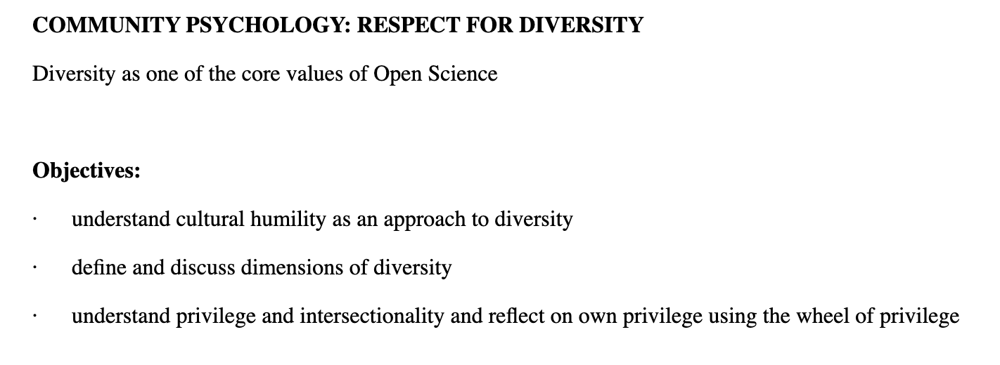 COMMUNITY PSYCHOLOGY: RESPECT FOR DIVERSITY
Diversity as one of the core values of Open Science
Objectives:
· understand cultural humility as an approach to diversity
· define and discuss dimensions of diversity
· understand privilege and intersectionality and reflect on own privilege using the wheel of privilege